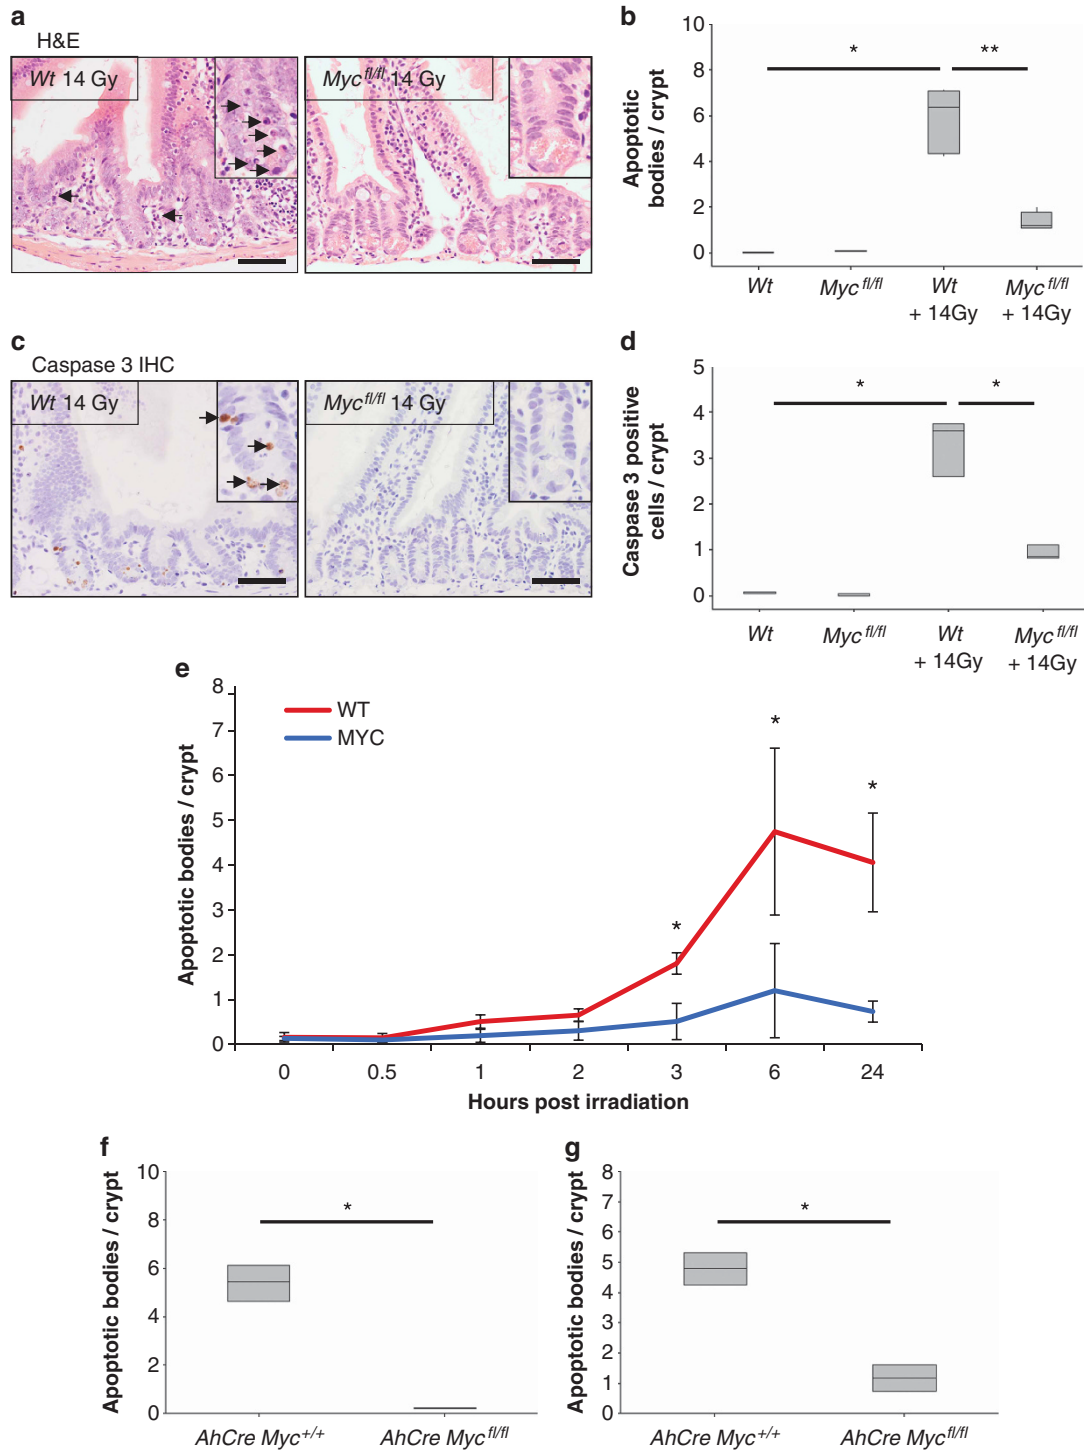 a
H&E
Wt 14 Gy
Myc fl/fl 14 Gy
b
Apoptotic
bodies / crypt
10
8
6
4
2
0
*
**
Wt
Myc fl/fl
Wt
+ 14Gy
Myc fl/fl
+ 14Gy
c
Caspase 3 IHC
Wt 14 Gy
Myc fl/fl 14 Gy
d
Caspase 3 positive
cells / crypt
5
4
3
2
1
0
*
*
Wt
Myc fl/fl
Wt
+ 14Gy
Myc fl/fl
+ 14Gy
e
Apoptotic bodies / crypt
8
7
6
5
4
3
2
1
0
WT
MYC
*
*
*
0 0.5 1 2 3 6 24
Hours post irradiation
f
Apoptotic bodies / crypt
10
8
6
4
2
0
*
AhCre Myc+/+
AhCre Myc fl/fl
g
Apoptotic bodies / crypt
8
7
6
5
4
3
2
1
0
*
AhCre Myc+/+
AhCre Myc fl/fl